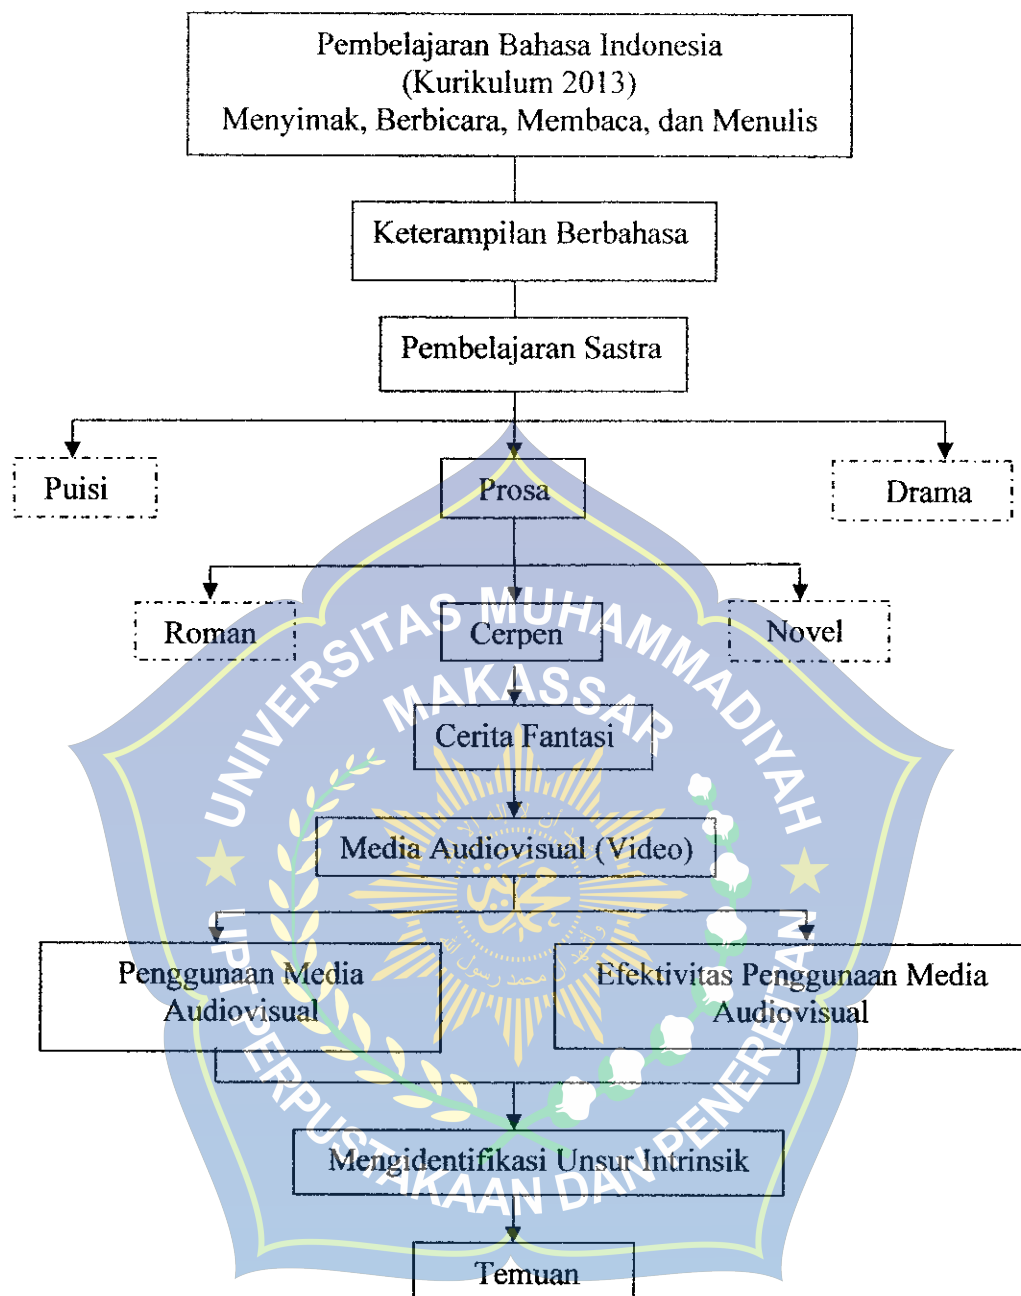 Pembelajaran Bahasa Indonesia
(Kurikulum 2013)
Menyimak, Berbicara, Membaca, dan Menulis
Keterampilan Berbahasa
Pembelajaran Sastra
Puisi
Prosa
Drama
Roman
Cerpen
Novel
Cerita Fantasi
Media Audiovisual (Video)
Penggunaan Media
Audiovisual
Efektivitas Penggunaan Media
Audiovisual
Mengidentifikasi Unsur Intrinsik
Temuan
UNIVERSITAS MUHAMMADIYAH
MAKASSAR
UPT PERPUSTAKAAN DAN PENERBITAN